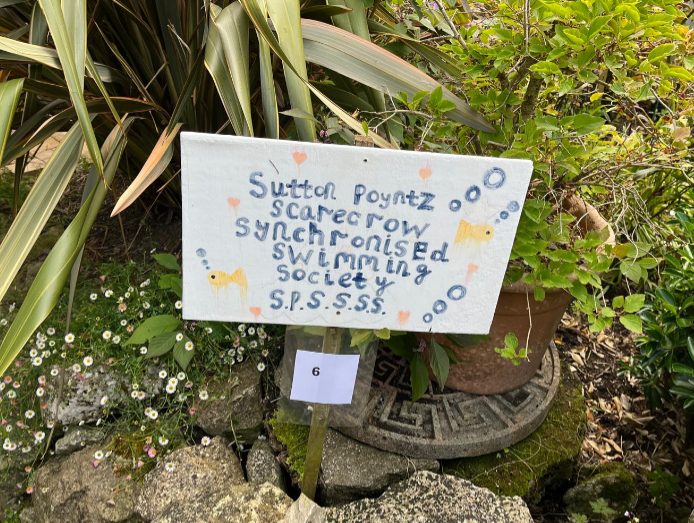 Sutton Poyntz
scarecrow
synchronisEd
swimming
society
S.P.S.S.S.S.
6